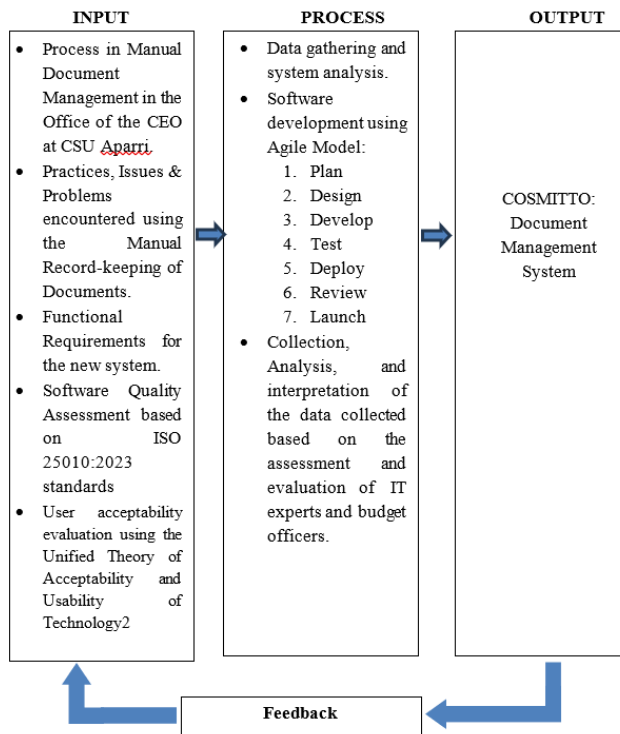 INPUT
• Process in Manual
Document
Management in the
Office of the CEO
at CSU Aparri.
• Practices, Issues &
Problems
encountered using
the Manual
Record-keeping of
Documents.
• Functional
Requirements for
the new system.
• Software Quality
Assessment based
on ISO
25010:2023
standards
• User acceptability
evaluation using the
Unified Theory of
Acceptability and
Usability of
Technology2
PROCESS
• Data gathering and
system analysis.
• Software
development using
Agile Model:
1. Plan
2. Design
3. Develop
4. Test
5. Deploy
6. Review
7. Launch
• Collection,
Analysis, and
interpretation of
the data collected
based on the
assessment and
evaluation of IT
experts and budget
officers.
OUTPUT
COSMITTO:
Document
Management
System
Feedback